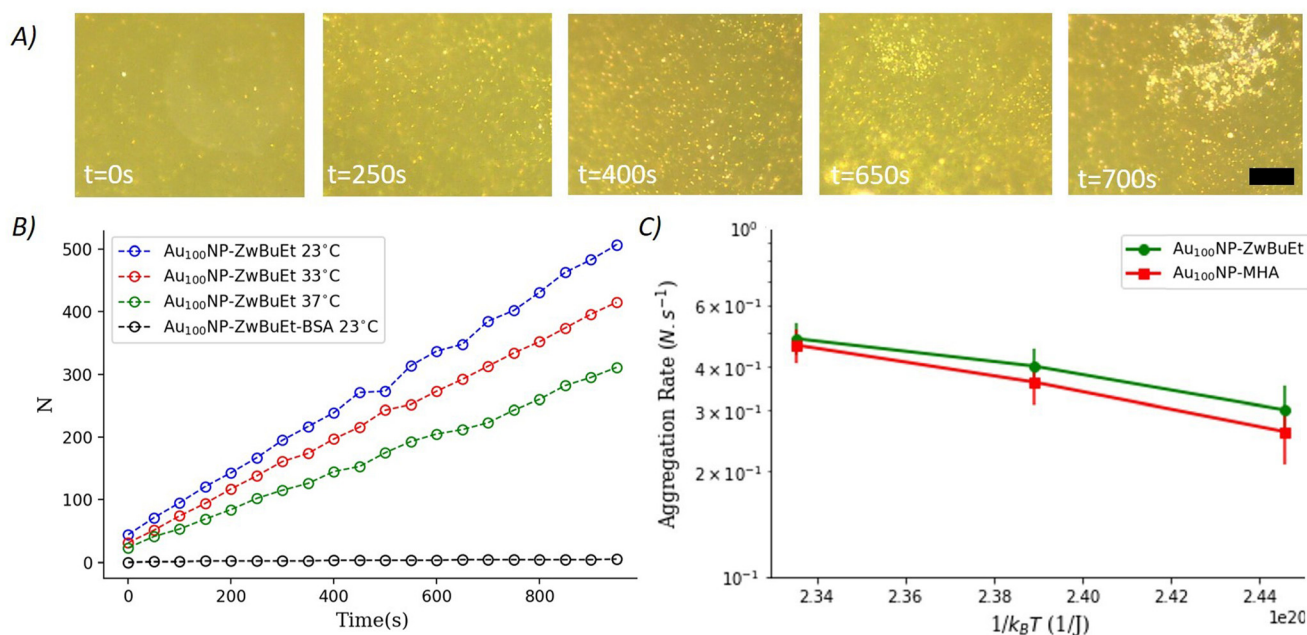 A)
t=0s
t=250s
t=400s
t=650s
t=700s
B)
500
400
300
200
100
0
N
Au₁₀₀NP-ZwBuEt 23°C
Au₁₀₀NP-ZwBuEt 33°C
Au₁₀₀NP-ZwBuEt 37°C
Au₁₀₀NP-ZwBuEt-BSA 23°C
0 200 400 600 800
Time(s)
C)
10⁰
6 × 10⁻¹
4 × 10⁻¹
3 × 10⁻¹
2 × 10⁻¹
10⁻¹
Aggregation Rate (N.s⁻¹)
Au₁₀₀NP-ZwBuEt
Au₁₀₀NP-MHA
2.34 2.36 2.38 2.40 2.42 2.44
1e20
1/k_BT (1/J)